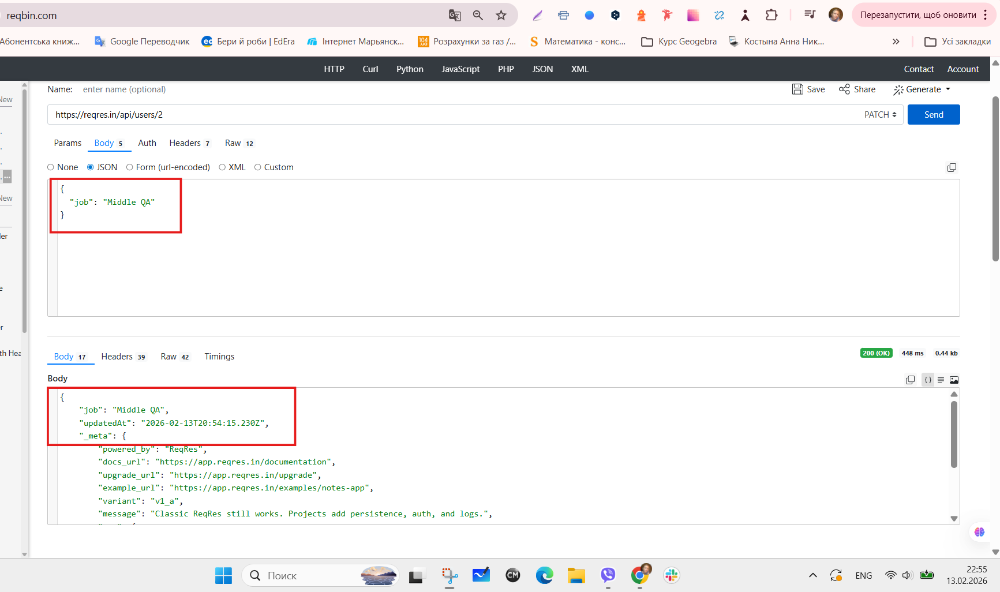 reqbin.com
Перезапустити, щоб оновити
Абонентська книж...
Google Переводчик
Бери й роби | EdEra
Інтернет Марьянск...
Розрахунки за газ /...
Математика - конс...
Курс Geogebra
Костына Анна Ник...
Усі закладки
HTTP Curl Python JavaScript PHP JSON XML
Contact Account
Name: enter name (optional)
Save Share Generate
New
https://reqres.in/api/users/2 PATCH Send
Params Body 5 Auth Headers 7 Raw 12
None JSON Form (url-encoded) XML Custom
{
"job": "Middle QA"
}
New
ler
e
r
th Hea
Body 17 Headers 39 Raw 42 Timings
200 (OK) 448 ms 0.44 kb
Body
{
"job": "Middle QA",
"updatedAt": "2026-02-13T20:54:15.230Z",
"_meta": {
"powered_by": "ReqRes",
"docs_url": "https://app.reqres.in/documentation",
"upgrade_url": "https://app.reqres.in/upgrade",
"example_url": "https://app.reqres.in/examples/notes-app",
"variant": "v1_a",
"message": "Classic ReqRes still works. Projects add persistence, auth, and logs.",
Поиск
CM
ENG
22:55
13.02.2026